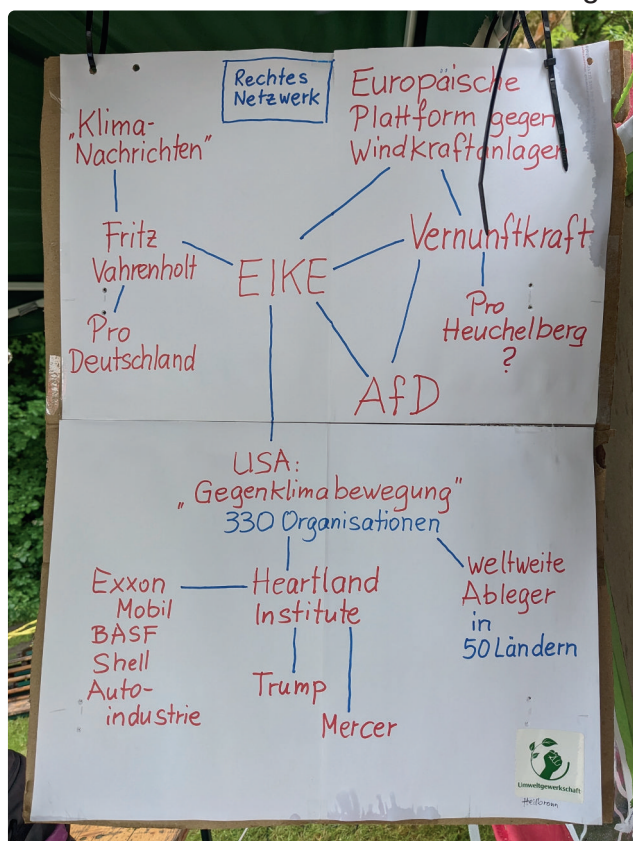 Rechtes
Netzwerk
Europäische
Plattform gegen
Windkraftanlagen
„Klima-
Nachrichten"
Fritz
Vahrenholt
Pro
Deutschland
EIKE
Vernunftkraft
Pro
Heuchelberg
?
AfD
USA:
„Gegenklimabewegung"
330 Organisationen
Exxon
Mobil
BASF
Shell
Auto-
industrie
Heartland
Institute
Trump
Mercer
weltweite
Ableger
in
50 Ländern
Umweltgewerkschaft
Heilbronn